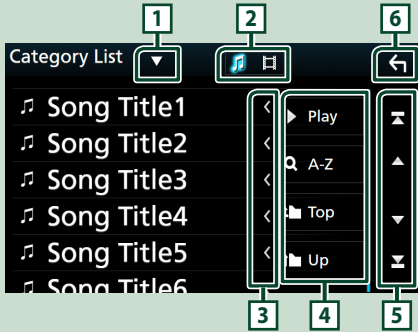 1 2 6
Category List
Song Title1
Song Title2
Song Title3
Song Title4
Song Title5
Song Title6
Play
A-Z
Top
Up
3 4 5